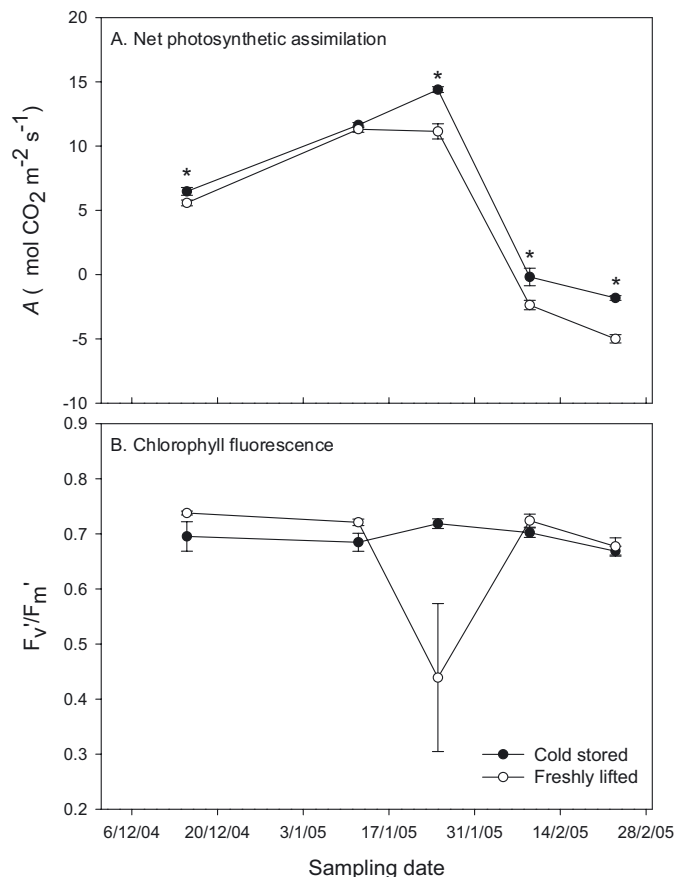 A. Net photosynthetic assimilation
20
15
10
5
0
-5
-10
A ( mol CO2 m-2 s-1)
*
*
*
*
B. Chlorophyll fluorescence
0.9
0.8
0.7
0.6
0.5
0.4
0.3
0.2
Fv'/Fm'
Cold stored
Freshly lifted
6/12/04 20/12/04 3/1/05 17/1/05 31/1/05 14/2/05 28/2/05
Sampling date